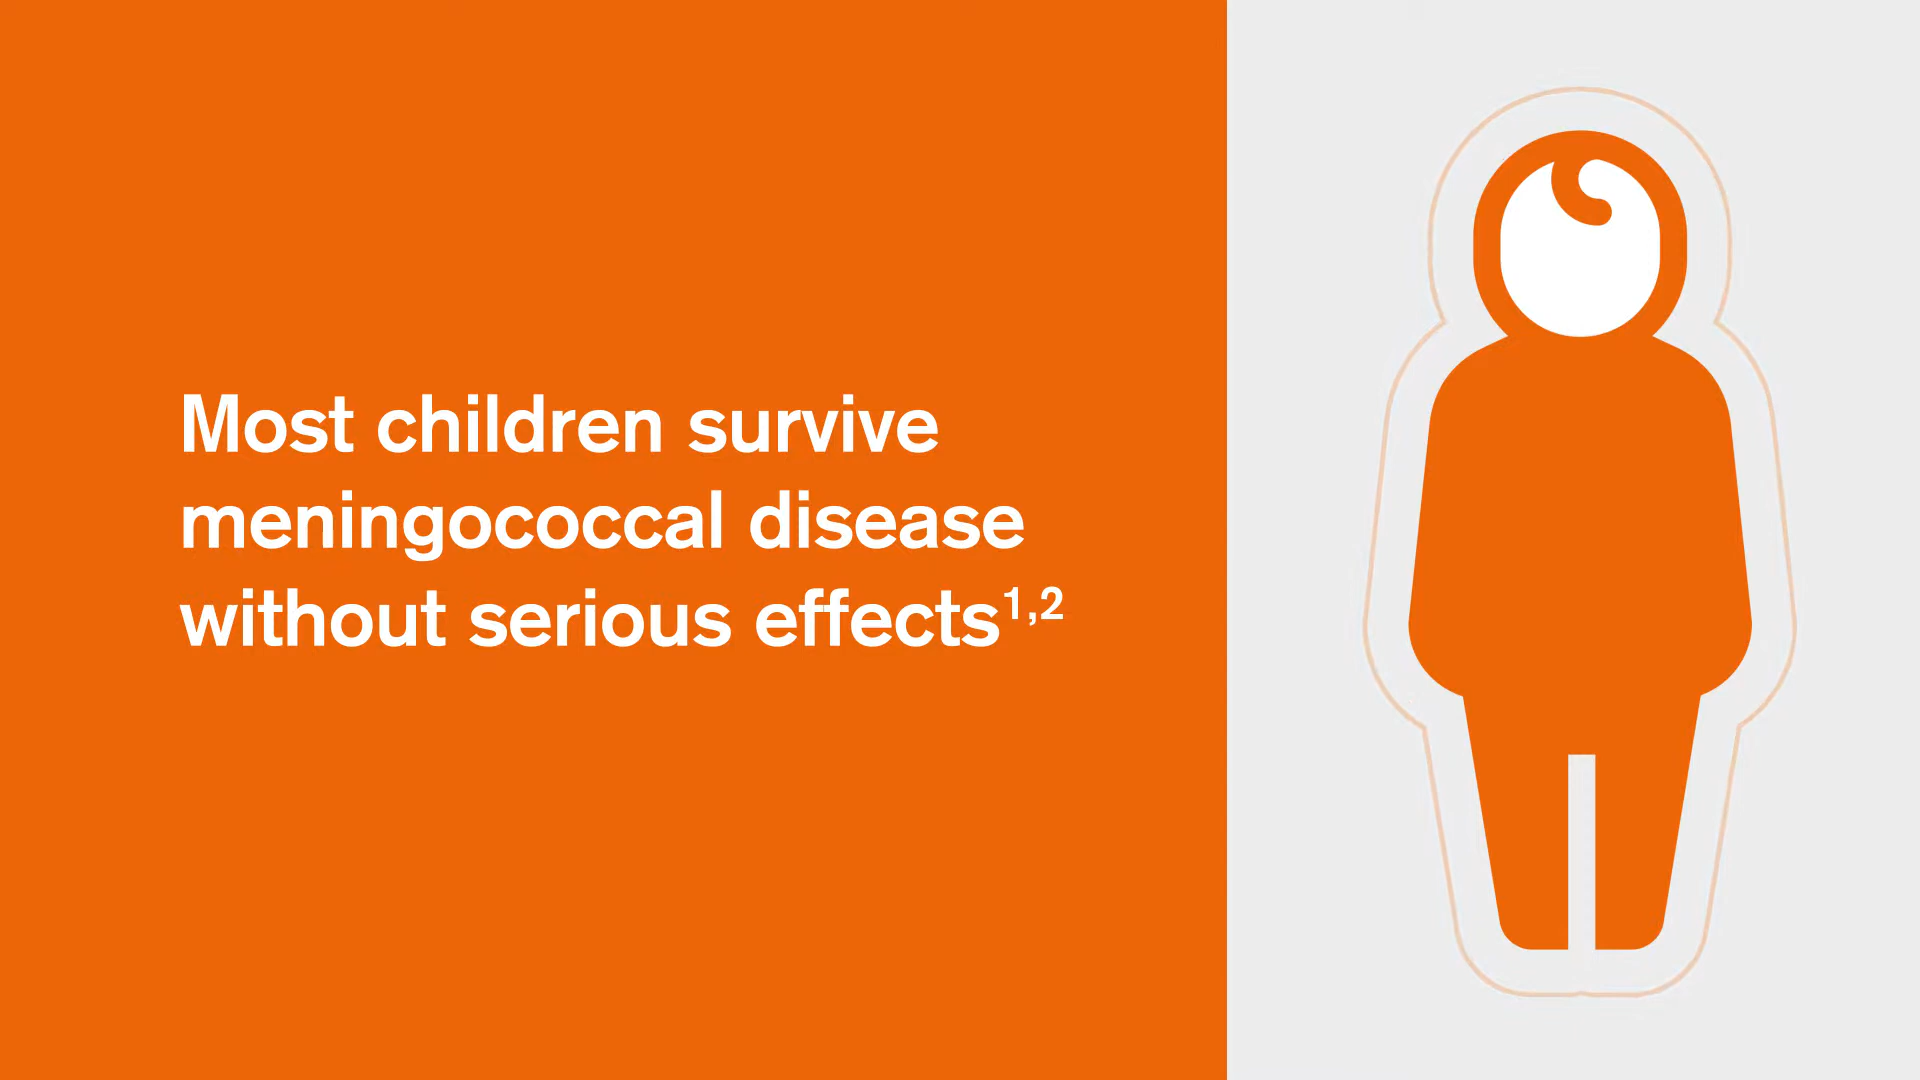 Most children survive
meningococcal disease
without serious effects1,2